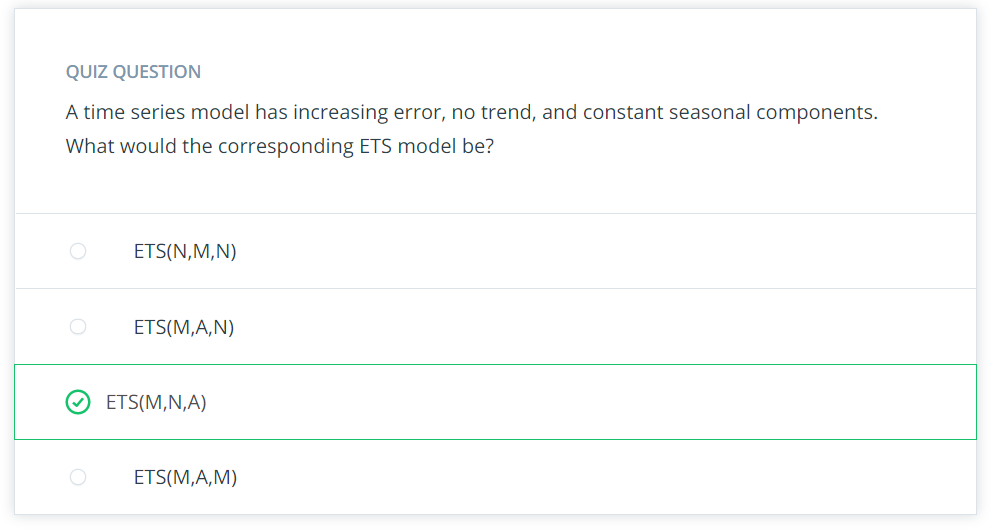 QUIZ QUESTION
A time series model has increasing error, no trend, and constant seasonal components.
What would the corresponding ETS model be?
ETS(N,M,N)
ETS(M,A,N)
ETS(M,N,A)
ETS(M,A,M)